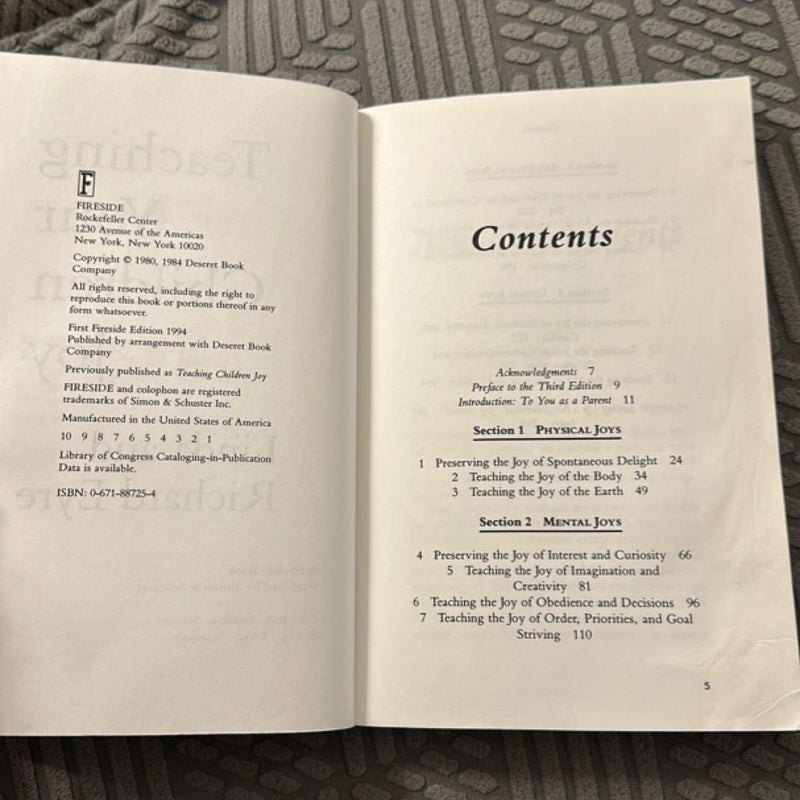 F
FIRESIDE
Rockefeller Center
1230 Avenue of the Americas
New York, New York 10020
Copyright © 1980, 1984 Deseret Book
Company
All rights reserved, including the right to
reproduce this book or portions thereof in any
form whatsoever.
First Fireside Edition 1994
Published by arrangement with Deseret Book
Company
Previously published as Teaching Children Joy
FIRESIDE and colophon are registered
trademarks of Simon & Schuster Inc.
Manufactured in the United States of America
10 9 8 7 6 5 4 3 2 1
Library of Congress Cataloging-in-Publication
Data is available.
ISBN: 0-671-88725-4
Contents
Acknowledgments 7
Preface to the Third Edition 9
Introduction: To You as a Parent 11
Section 1 PHYSICAL JOYS
1 Preserving the Joy of Spontaneous Delight 24
2 Teaching the Joy of the Body 34
3 Teaching the Joy of the Earth 49
Section 2 MENTAL JOYS
4 Preserving the Joy of Interest and Curiosity 66
5 Teaching the Joy of Imagination and
Creativity 81
6 Teaching the Joy of Obedience and Decisions 96
7 Teaching the Joy of Order, Priorities, and Goal
Striving 110
5